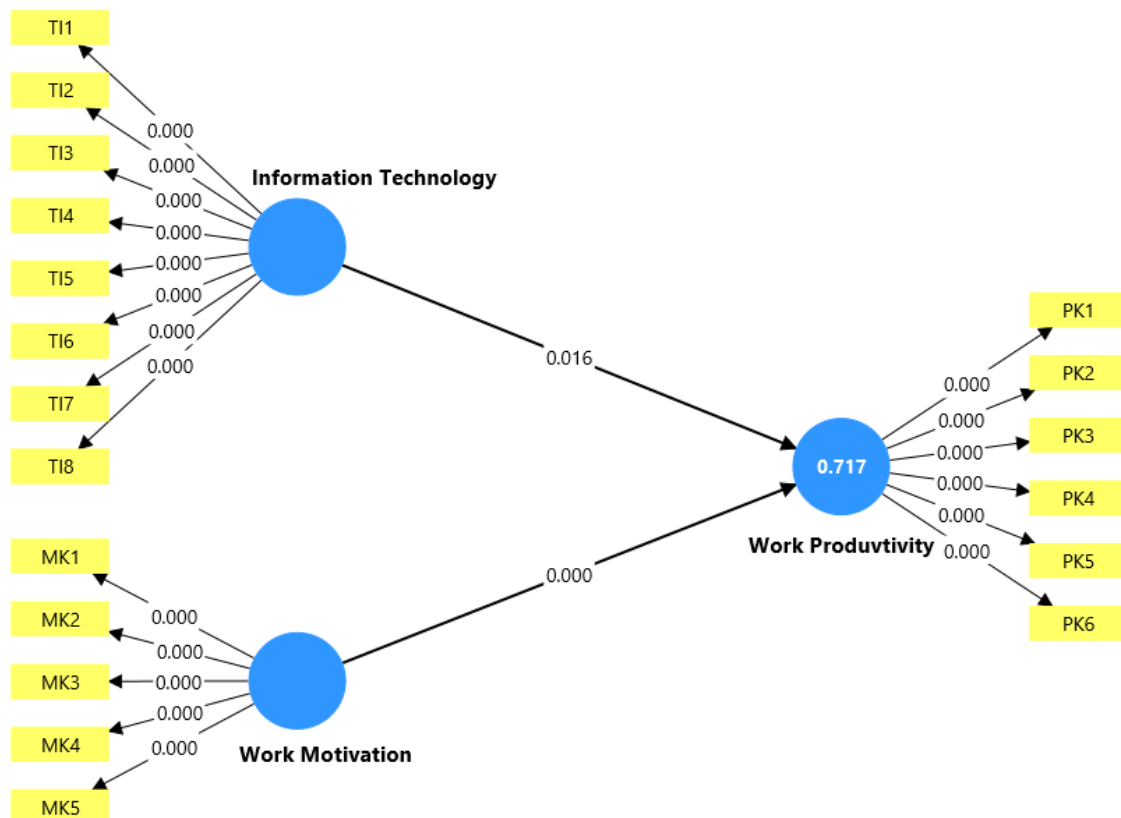 TI1
TI2
TI3
TI4
TI5
TI6
TI7
TI8
0.000
0.000
0.000
0.000
0.000
0.000
0.000
0.000
Information Technology
0.016
MK1
MK2
MK3
MK4
MK5
0.000
0.000
0.000
0.000
0.000
Work Motivation
0.000
0.717
Work Produvtivity
0.000
0.000
0.000
0.000
0.000
0.000
PK1
PK2
PK3
PK4
PK5
PK6